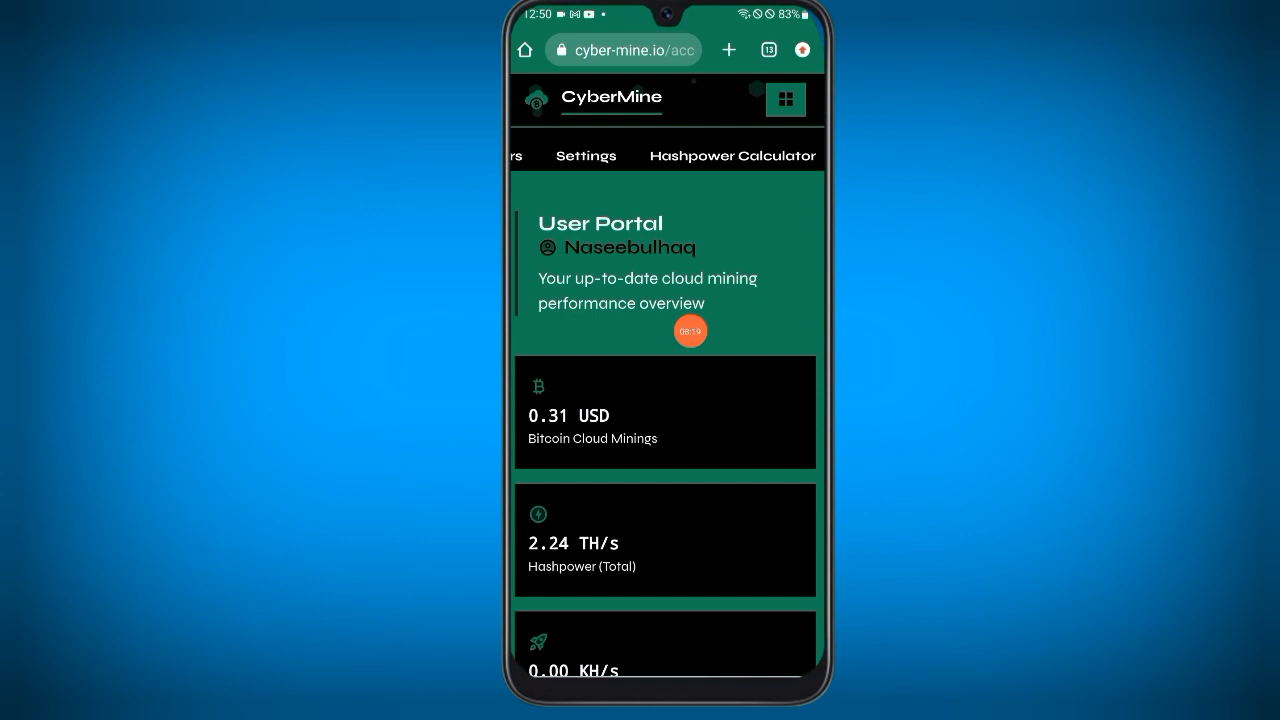 12:50
83%
cyber-mine.io/acc
13
CyberMine
rs Settings Hashpower Calculator
User Portal
Naseebulhaq
Your up-to-date cloud mining
performance overview
08:19
0.31 USD
Bitcoin Cloud Minings
2.24 TH/s
Hashpower (Total)
0.00 KH/s